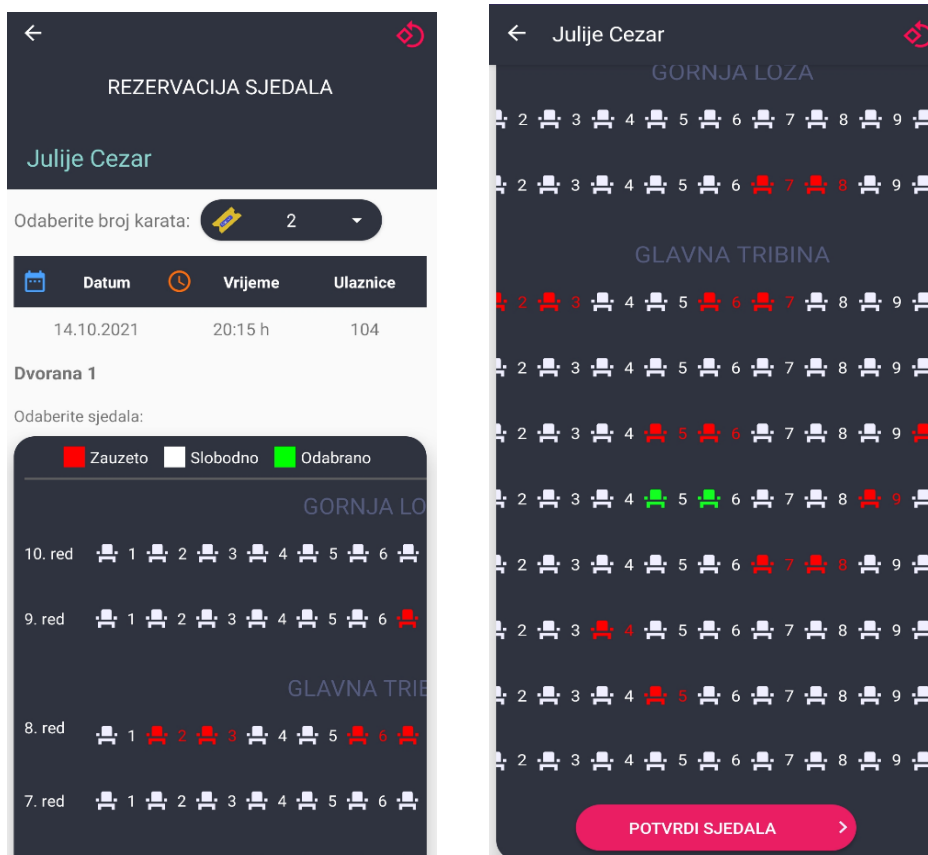 REZERVACIJA SJEDALA
Julije Cezar
Odaberite broj karata: 2
Datum Vrijeme Ulaznice
14.10.2021 20:15 h 104
Dvorana 1
Odaberite sjedala:
Zauzeto Slobodno Odabrano
GORNJA LO
10. red 1 2 3 4 5 6
9. red 1 2 3 4 5 6
GLAVNA TRIB
8. red 1 2 3 4 5 6
7. red 1 2 3 4 5 6
Julije Cezar
GORNJA LOŽA
2 3 4 5 6 7 8 9
2 3 4 5 6 7 8 9
GLAVNA TRIBINA
2 3 4 5 6 7 8 9
2 3 4 5 6 7 8 9
2 3 4 5 6 7 8 9
2 3 4 5 6 7 8 9
2 3 4 5 6 7 8 9
2 3 4 5 6 7 8 9
2 3 4 5 6 7 8 9
2 3 4 5 6 7 8 9
POTVRDI SJEDALA